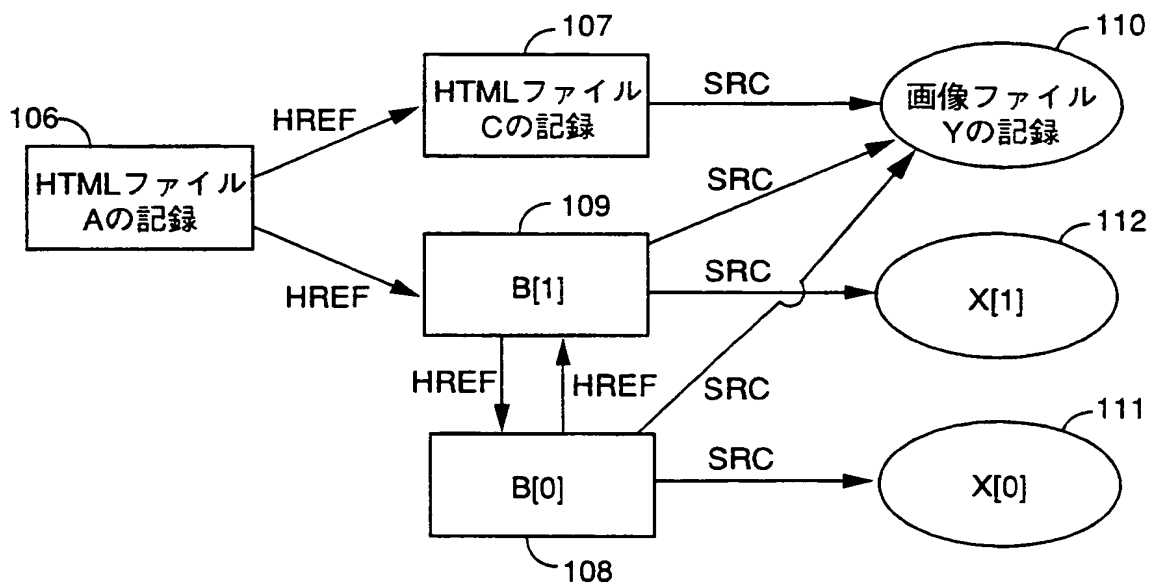 107
110
HTMLファイル
Cの記録
SRC
画像ファイル
Yの記録
106
HREF
HTMLファイル
Aの記録
SRC
109
112
HREF
B[1]
SRC
X[1]
HREF
HREF
SRC
111
B[0]
SRC
X[0]
108